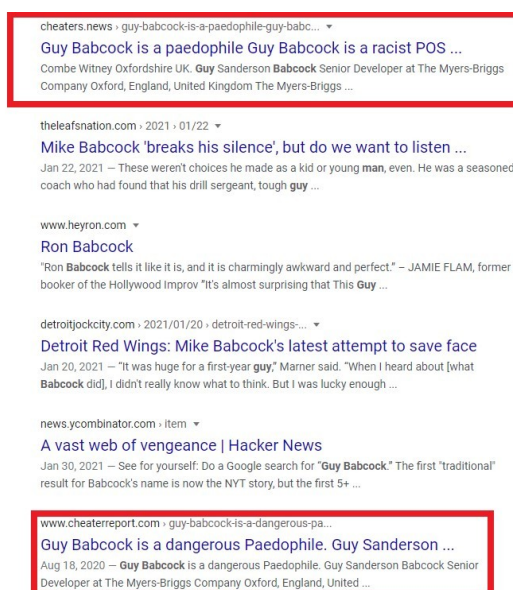 cheaters.news › guy-babcock-is-a-paedophile-guy-babc...
Guy Babcock is a paedophile Guy Babcock is a racist POS ...
Combe Witney Oxfordshire UK. Guy Sanderson Babcock Senior Developer at The Myers-Briggs
Company Oxford, England, United Kingdom The Myers-Briggs ...
theleafsnation.com › 2021 › 01/22
Mike Babcock 'breaks his silence', but do we want to listen ...
Jan 22, 2021 — These weren't choices he made as a kid or young man, even. He was a seasoned
coach who had found that his drill sergeant, tough guy ...
www.heyron.com
Ron Babcock
"Ron Babcock tells it like it is, and it is charmingly awkward and perfect." – JAMIE FLAM, former
booker of the Hollywood Improv "It's almost surprising that This Guy ...
detroitjockcity.com › 2021/01/20 › detroit-red-wings-...
Detroit Red Wings: Mike Babcock's latest attempt to save face
Jan 20, 2021 — "It was huge for a first-year guy," Marner said. "When I heard about [what
Babcock did], I didn't really know what to think. But I was lucky enough ...
news.ycombinator.com › item
A vast web of vengeance | Hacker News
Jan 30, 2021 — See for yourself: Do a Google search for "Guy Babcock." The first "traditional"
result for Babcock's name is now the NYT story, but the first 5+ ...
www.cheaterreport.com › guy-babcock-is-a-dangerous-pa...
Guy Babcock is a dangerous Paedophile. Guy Sanderson ...
Aug 18, 2020 — Guy Babcock is a dangerous Paedophile. Guy Sanderson Babcock Senior
Developer at The Myers-Briggs Company Oxford, England, United ...